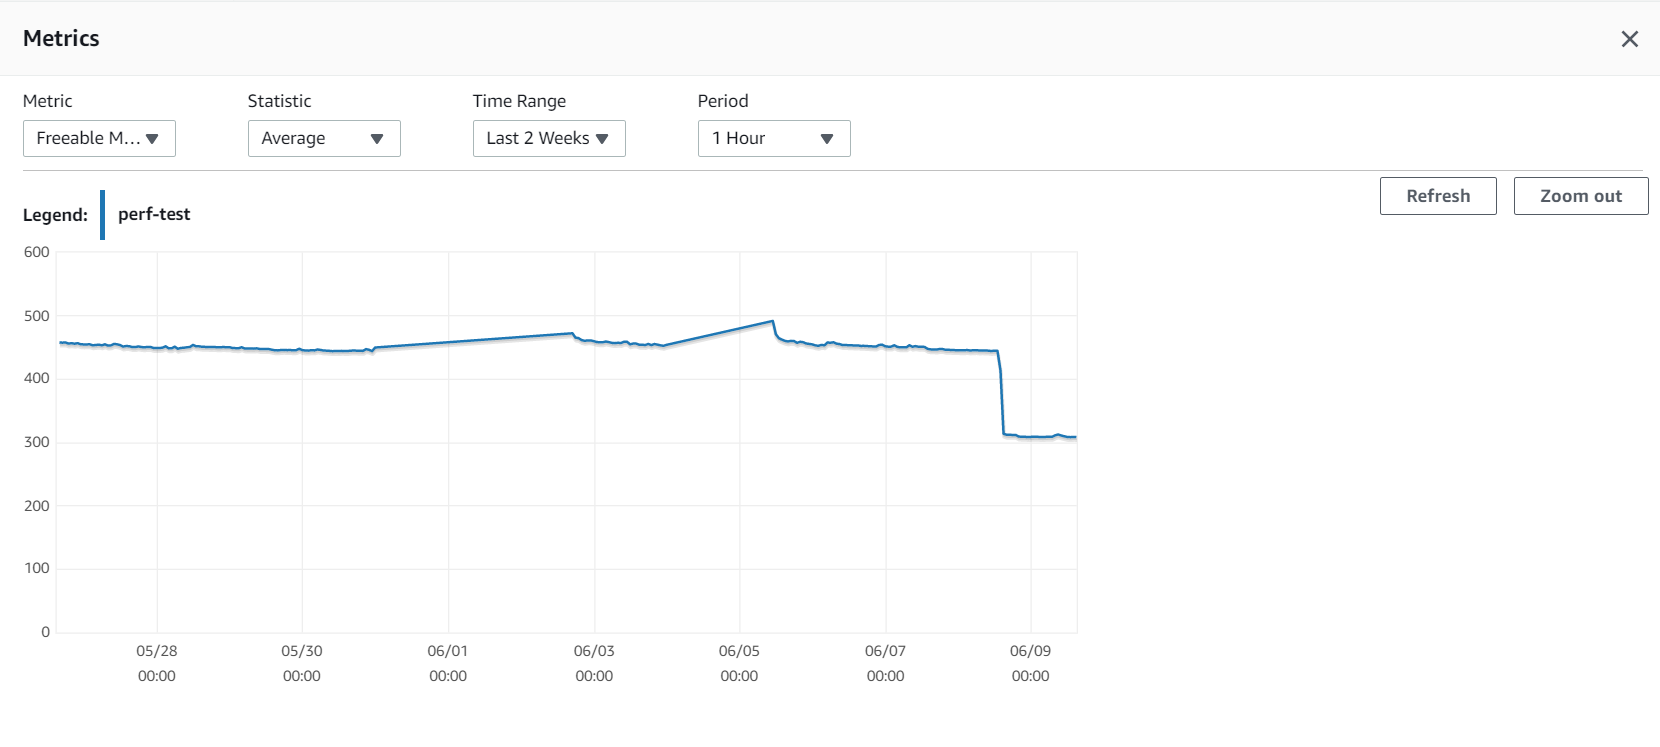 Metrics
Metric Statistic Time Range Period
Freeable M... Average Last 2 Weeks 1 Hour
Refresh Zoom out
Legend: perf-test
600
500
400
300
200
100
0
05/28 05/30 06/01 06/03 06/05 06/07 06/09
00:00 00:00 00:00 00:00 00:00 00:00 00:00